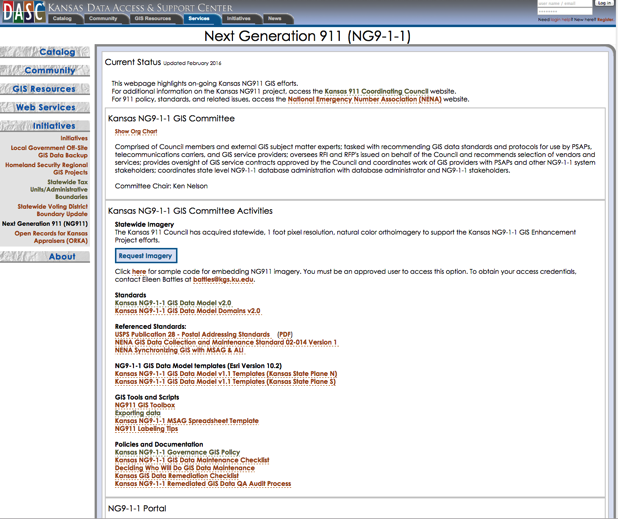 DASC KANSAS DATA ACCESS & SUPPORT CENTER
Log in
Catalog Community GIS Resources Services Initiatives News
Need login help? New here? Register
Next Generation 911 (NG9-1-1)
Catalog
Community
GIS Resources
Web Services
Initiatives
Initiatives
Local Government Off-Site
GIS Data Backup
Homeland Security Regional
GIS Projects
Statewide Tax
Units/Administrative
Boundaries
Statewide Voting District
Boundary Update
Next Generation 911 (NG911)
Open Records for Kansas
Appraisers (ORKA)
About
Current Status Updated February 2016
This webpage highlights on-going Kansas NG911 GIS efforts.
For additional information on the Kansas NG911 project, access the Kansas 911 Coordinating Council website.
For 911 policy, standards, and related issues, access the National Emergency Number Association (NENA) website.
Kansas NG9-1-1 GIS Committee
Show Org Chart
Comprised of Council members and external GIS subject matter experts; tasked with recommending GIS data standards and protocols for use by PSAPs,
telecommunications carriers, and GIS service providers; oversees RFI and RFP's issued on behalf of the Council and recommends selection of vendors and
services; provides oversight of GIS service contracts approved by the Council and coordinates work of GIS providers with PSAPs and other NG9-1-1 system
stakeholders; coordinates state level NG9-1-1 database administration with database administrator and NG9-1-1 stakeholders.
Committee Chair: Ken Nelson
Kansas NG9-1-1 GIS Committee Activities
Statewide Imagery
The Kansas 911 Council has acquired statewide, 1 foot pixel resolution, natural color orthoimagery to support the Kansas NG9-1-1 GIS Enhancement
Project efforts.
Request Imagery
Click here for sample code for embedding NG911 imagery. You must be an approved user to access this option. To obtain your access credentials,
contact Eileen Battles at battles@kgs.ku.edu.
Standards
Kansas NG9-1-1 GIS Data Model v2.0
Kansas NG9-1-1 GIS Data Model Domains v2.0
Referenced Standards:
USPS Publication 28 - Postal Addressing Standards (PDF)
NENA GIS Data Collection and Maintenance Standard 02-014 Version 1
NENA Synchronizing GIS with MSAG & ALI
NG9-1-1 GIS Data Model templates (Esri Version 10.2)
Kansas NG9-1-1 GIS Data Model v1.1 Templates (Kansas State Plane N)
Kansas NG9-1-1 GIS Data Model v1.1 Templates (Kansas State Plane S)
GIS Tools and Scripts
NG911 GIS Toolbox
Exporting data
Kansas NG9-1-1 MSAG Spreadsheet Template
NG911 Labeling Tips
Policies and Documentation
Kansas NG9-1-1 Governance GIS Policy
Kansas NG9-1-1 GIS Data Maintenance Checklist
Deciding Who Will Do GIS Data Maintenance
Kansas GIS Data Remediation Checklist
Kansas NG9-1-1 Remediated GIS Data QA Audit Process
NG9-1-1 Portal